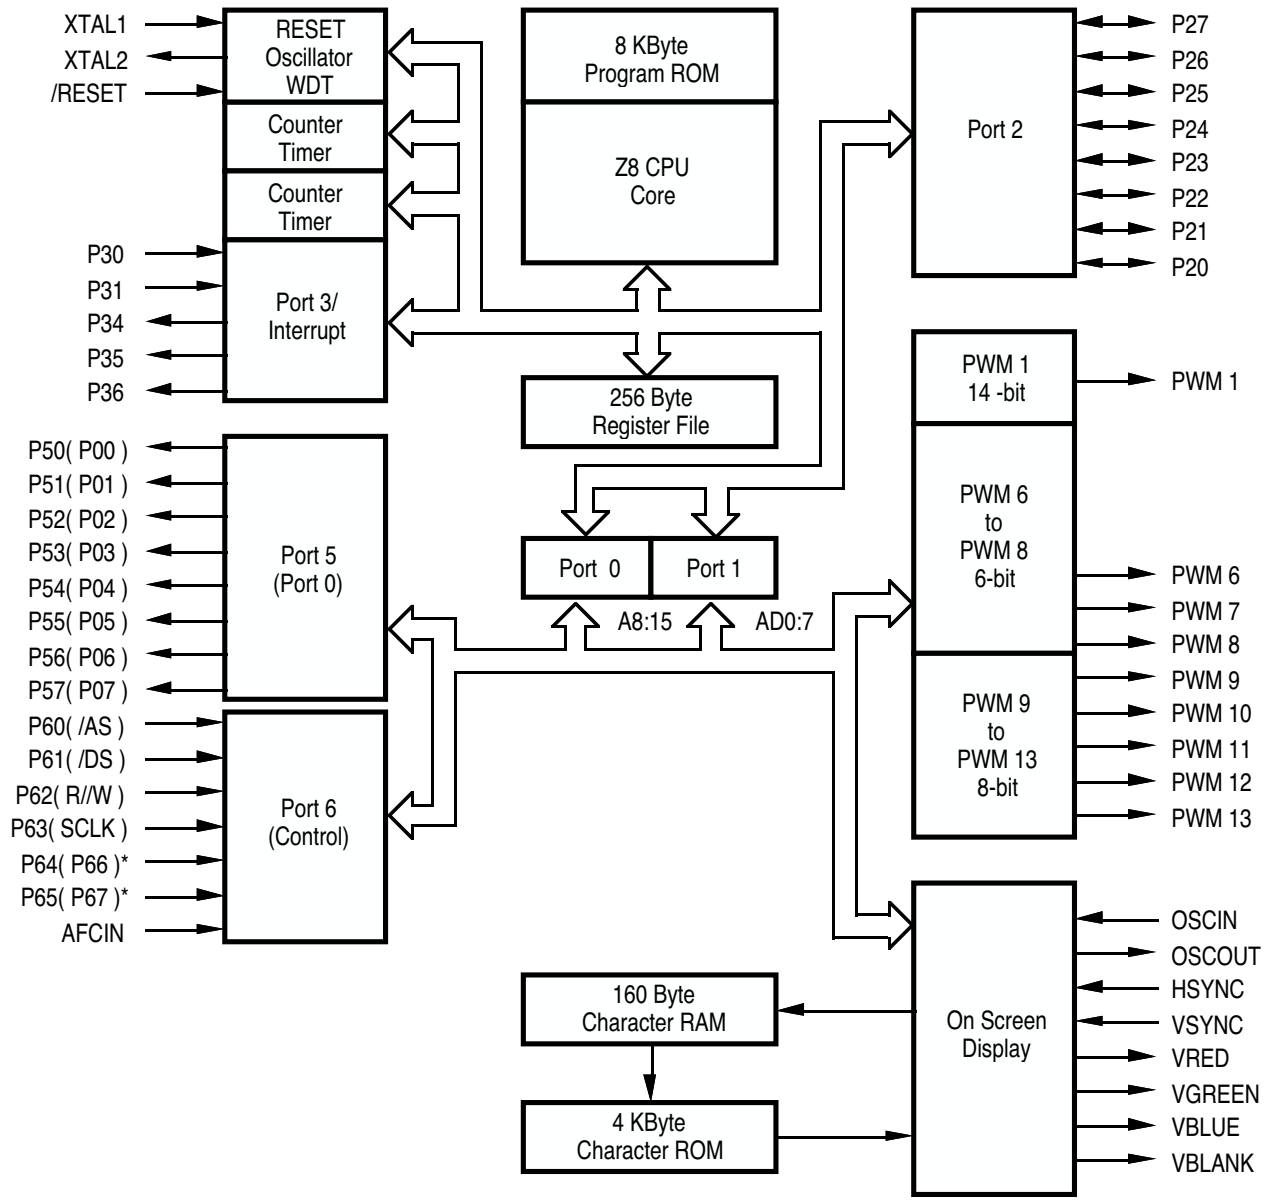 XTAL1
XTAL2
/RESET
RESET
Oscillator
WDT
Counter
Timer
Counter
Timer
P30
P31
P34
P35
P36
Port 3/
Interrupt
8 KByte
Program ROM
Z8 CPU
Core
256 Byte
Register File
Port 2
P27
P26
P25
P24
P23
P22
P21
P20
P50( P00 )
P51( P01 )
P52( P02 )
P53( P03 )
P54( P04 )
P55( P05 )
P56( P06 )
P57( P07 )
Port 5
(Port 0)
P60( /AS )
P61( /DS )
P62( R//W )
P63( SCLK )
P64( P66 )*
P65( P67 )*
AFCIN
Port 6
(Control)
Port 0
Port 1
A8:15
AD0:7
PWM 1
14 -bit
PWM 1
PWM 6
to
PWM 8
6-bit
PWM 6
PWM 7
PWM 8
PWM 9
to
PWM 13
8-bit
PWM 9
PWM 10
PWM 11
PWM 12
PWM 13
160 Byte
Character RAM
4 KByte
Character ROM
On Screen
Display
OSCIN
OSCOUT
HSYNC
VSYNC
VRED
VGREEN
VBLUE
VBLANK